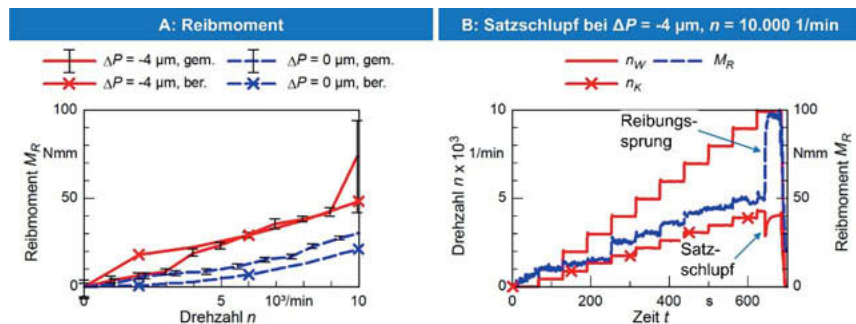 A: Reibmoment
ΔP = -4 µm, gem.
ΔP = 0 µm, gem.
ΔP = -4 µm, ber.
ΔP = 0 µm, ber.
100
Nmm
50
0
Reibmoment M_R
0
5
10³/min
10
Drehzahl n
B: Satzschlupf bei ΔP = -4 µm, n = 10.000 1/min
n_W
M_R
n_K
10
1/min
5
0
Drehzahl n x 10³
Reibungs-
sprung
Satz-
schlupf
100
Nmm
50
0
Reibmoment M_R
0
200
400
s
600
Zeit t